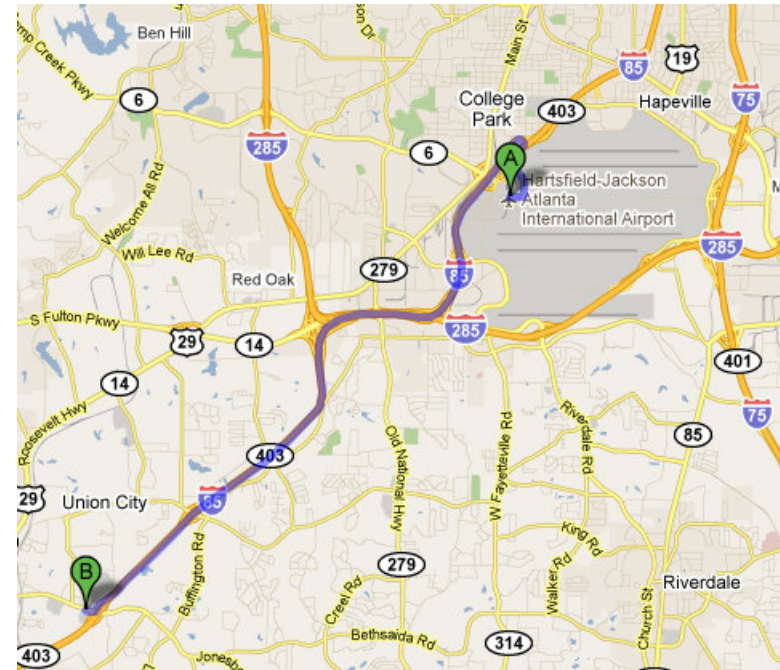 Ben Hill
Main St
85
19
Camp Creek Pkwy
6
College
Park
403
Hapeville
75
285
6
A
Welcome All Rd
Hartsfield-Jackson
Atlanta
International Airport
Will Lee Rd
279
285
Red Oak
85
S Fulton Pkwy
29
14
285
401
14
Roosevelt Hwy
Riverdale Rd
75
403
Old National Hwy
W Fayetteville Rd
85
29
Union City
85
King Rd
Buffington Rd
B
279
Creel Rd
Walker Rd
Riverdale
Church St
Bethsaida Rd
314
403